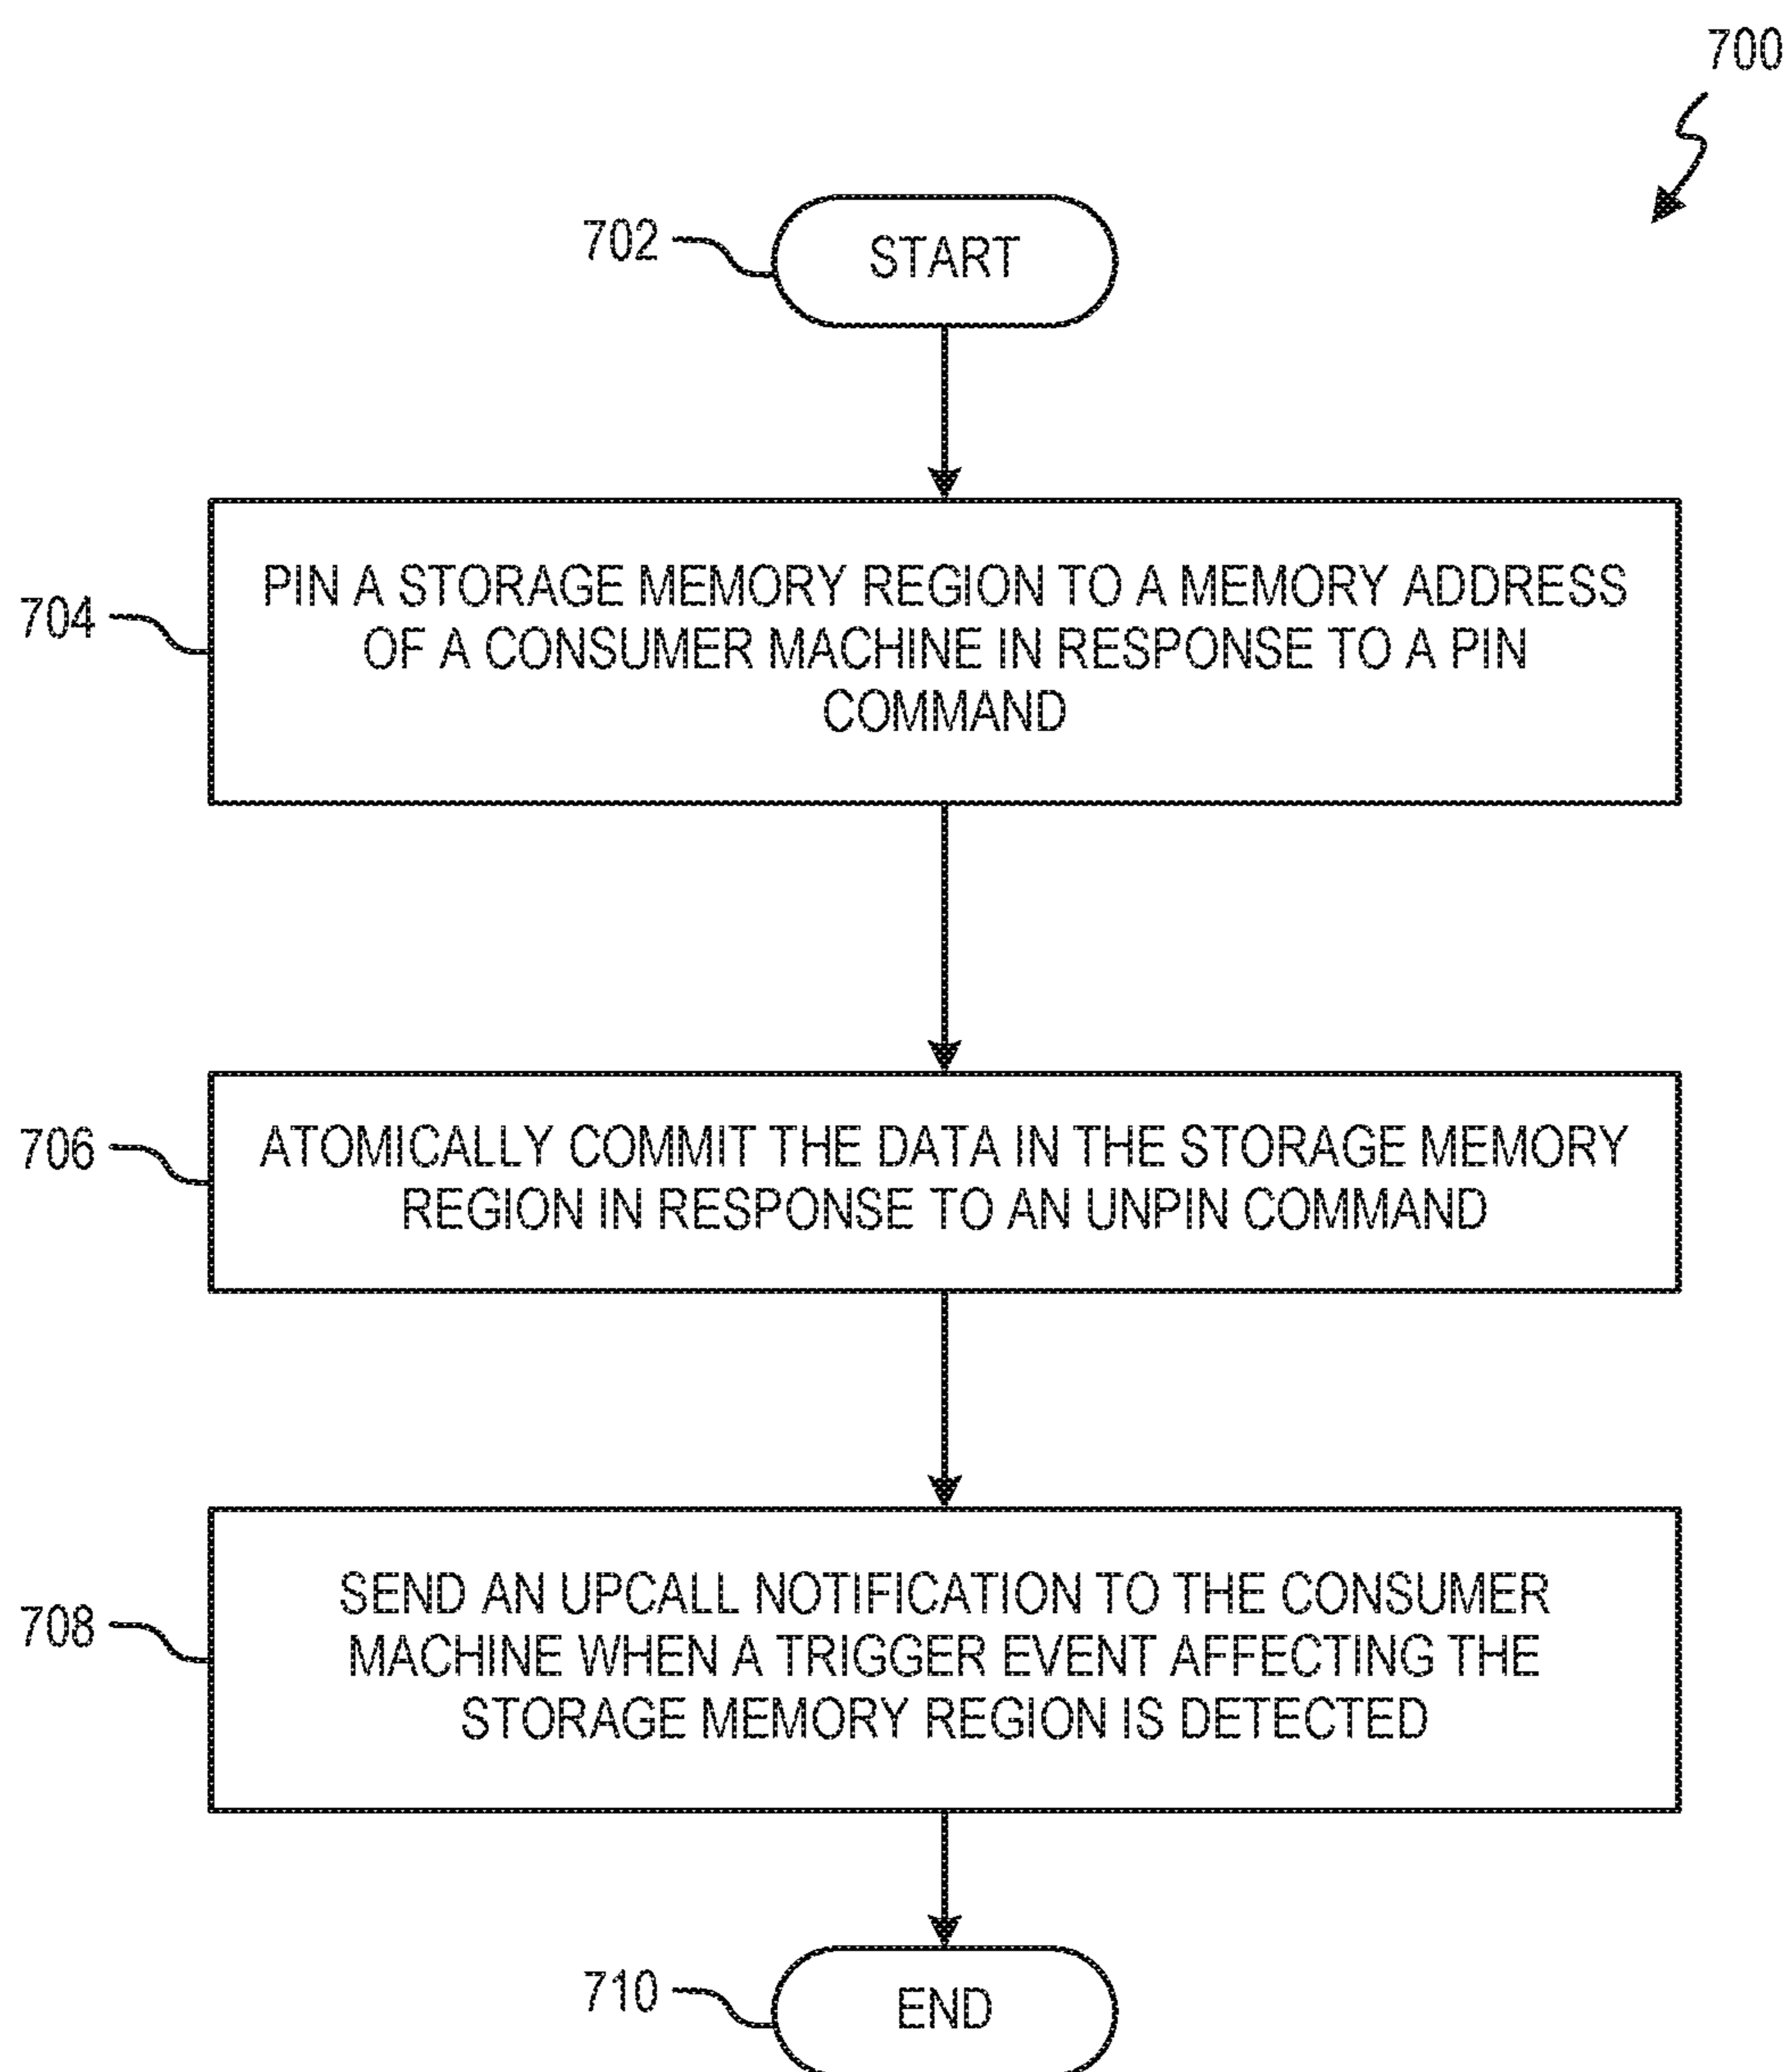 700
702
START
704
PIN A STORAGE MEMORY REGION TO A MEMORY ADDRESS
OF A CONSUMER MACHINE IN RESPONSE TO A PIN
COMMAND
706
ATOMICALLY COMMIT THE DATA IN THE STORAGE MEMORY
REGION IN RESPONSE TO AN UNPIN COMMAND
708
SEND AN UPCALL NOTIFICATION TO THE CONSUMER
MACHINE WHEN A TRIGGER EVENT AFFECTING THE
STORAGE MEMORY REGION IS DETECTED
710
END